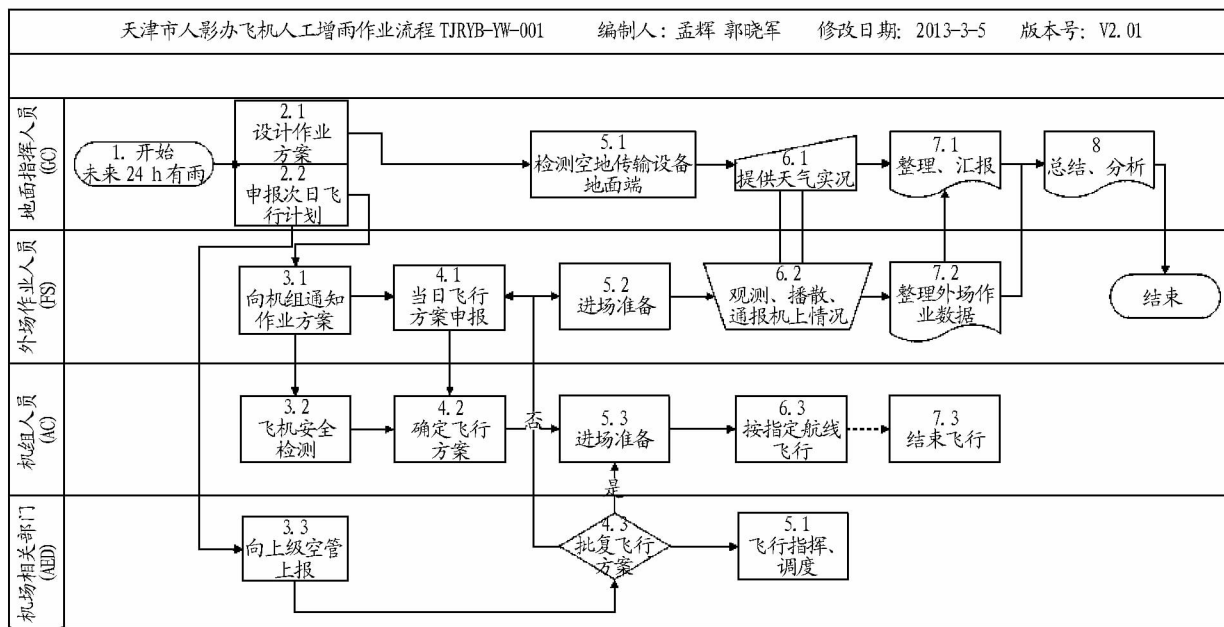 天津市人影办飞机人工增雨作业流程 TJRYB-YW-001 编制人: 孟辉 郭晓军 修改日期: 2013-3-5 版本号: V2.01
地面指挥人员
(GC)
1. 开始
未来24 h有雨
2.1
设计作业
方案
2.2
申报次日飞
行计划
5.1
检测空地传输设备
地面端
6.1
提供天气实况
7.1
整理、汇报
8
总结、分析
外场作业人员
(FS)
3.1
向机组通知
作业方案
4.1
当日飞行
方案申报
5.2
进场准备
6.2
观测、播散、
通报机上情况
7.2
整理外场作
业数据
结束
机组人员
(AC)
3.2
飞机安全
检测
4.2
确定飞行
方案
否
5.3
进场准备
6.3
按指定航线
飞行
7.3
结束飞行
是
机场相关部门
(AED)
3.3
向上级空管
上报
4.3
批复飞行
方案
5.1
飞行指挥、
调度